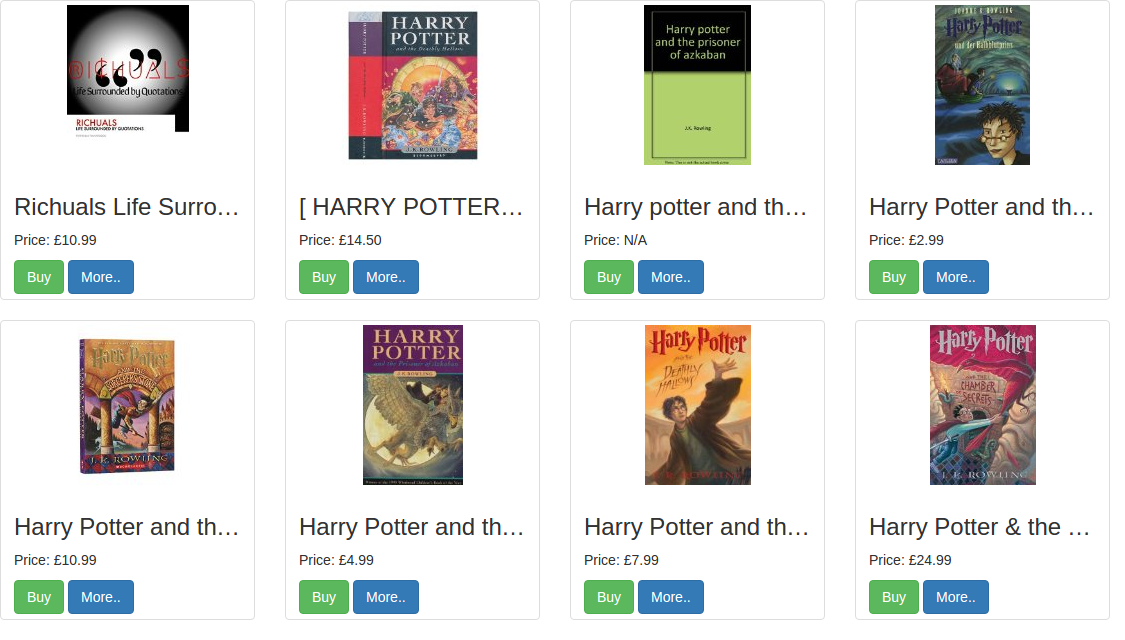 RICHUALS
Life Surrounded by Quotations
RICHUALS
LIFE SURROUNDED BY QUOTATIONS
Richuals Life Surro…
Price: £10.99
Buy More..
HARRY
POTTER
and the Deathly Hallows
J.K.ROWLING
BLOOMSBURY
[ HARRY POTTER…
Price: £14.50
Buy More..
Harry potter
and the prisoner
of azkaban
J.K. Rowling
Harry potter and th…
Price: N/A
Buy More..
JOANNE K. ROWLING
Harry Potter
und der Halbblutprinz
CARLSEN
Harry Potter and th…
Price: £2.99
Buy More..
Harry Potter
AND THE
J. K. ROWLING
SCHOLASTIC
Harry Potter and th…
Price: £10.99
Buy More..
HARRY
POTTER
and the Prisoner of Azkaban
J.K.ROWLING
Harry Potter and th…
Price: £4.99
Buy More..
Harry Potter
AND THE
DEATHLY
HALLOWS
J. K. ROWLING
Harry Potter and th…
Price: £7.99
Buy More..
Harry Potter
AND THE
CHAMBER
OF SECRETS
J. K. ROWLING
Harry Potter & the …
Price: £24.99
Buy More..